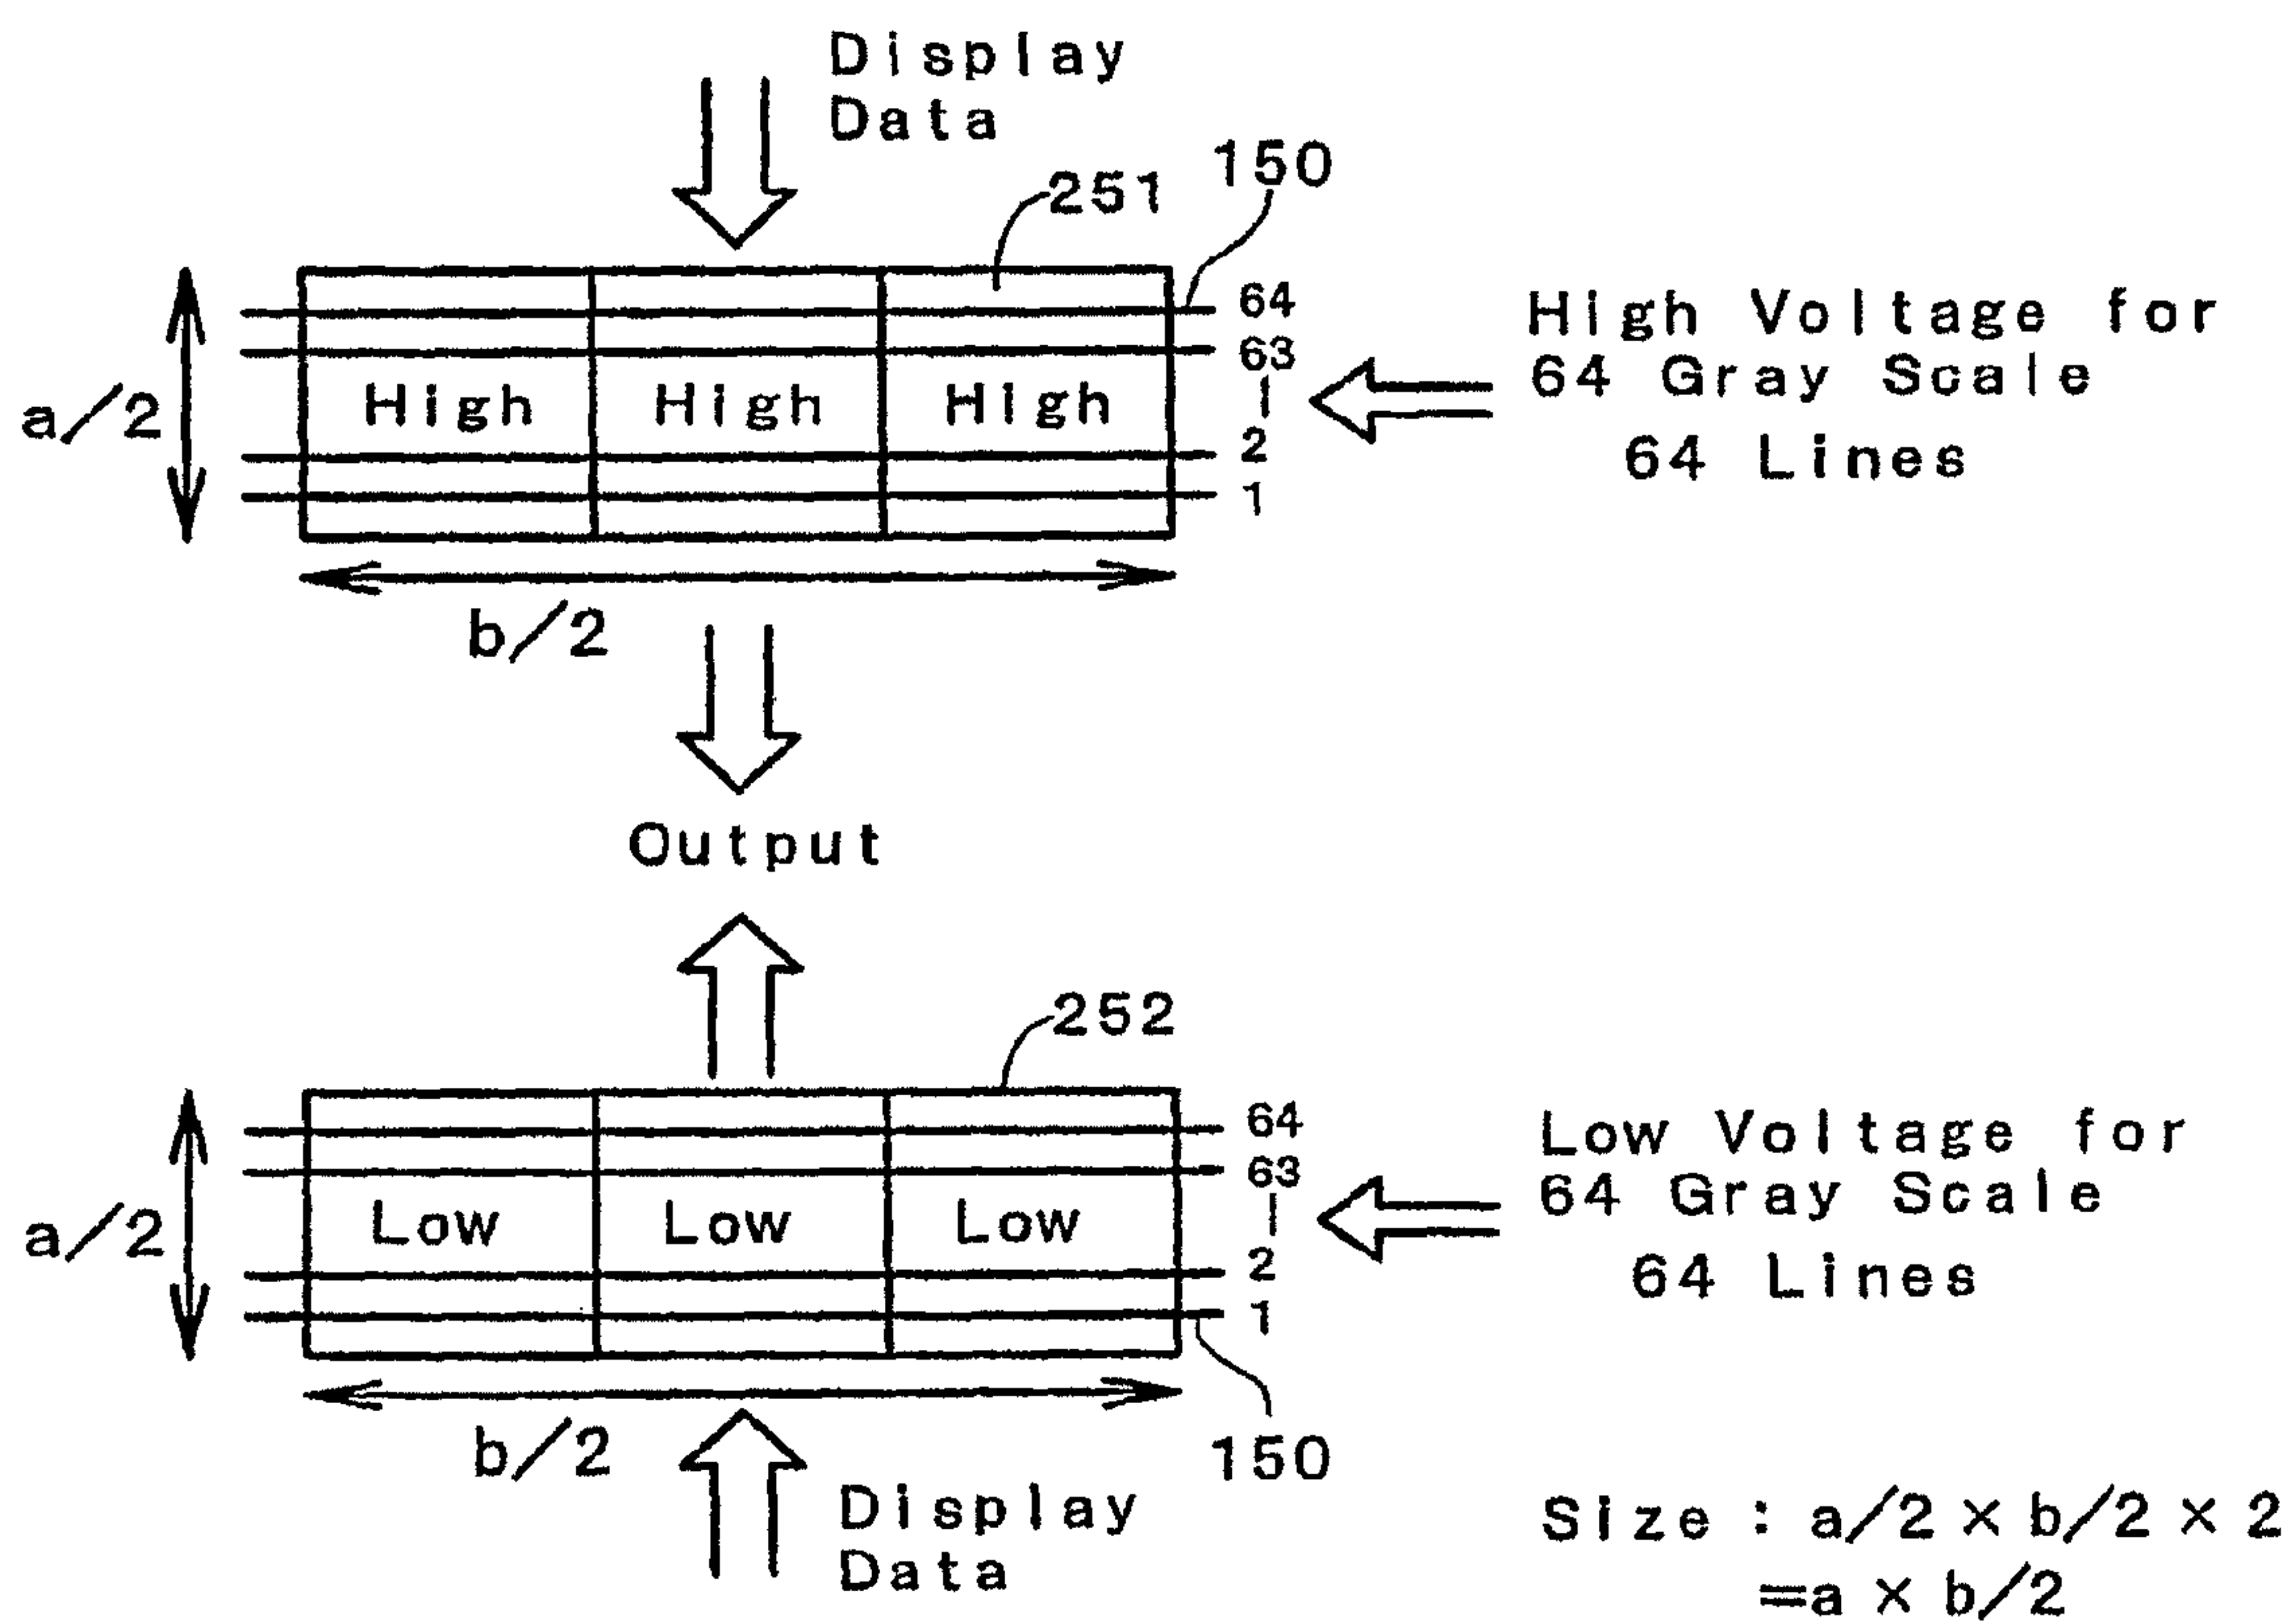 Display
Data
251
150
64
63
2
1
High High High
a/2
b/2
High Voltage for
64 Gray Scale
64 Lines
Output
252
64
63
2
1
Low Low Low
a/2
b/2
150
Low Voltage for
64 Gray Scale
64 Lines
Display
Data
Size : a/2 × b/2 × 2
=a × b/2